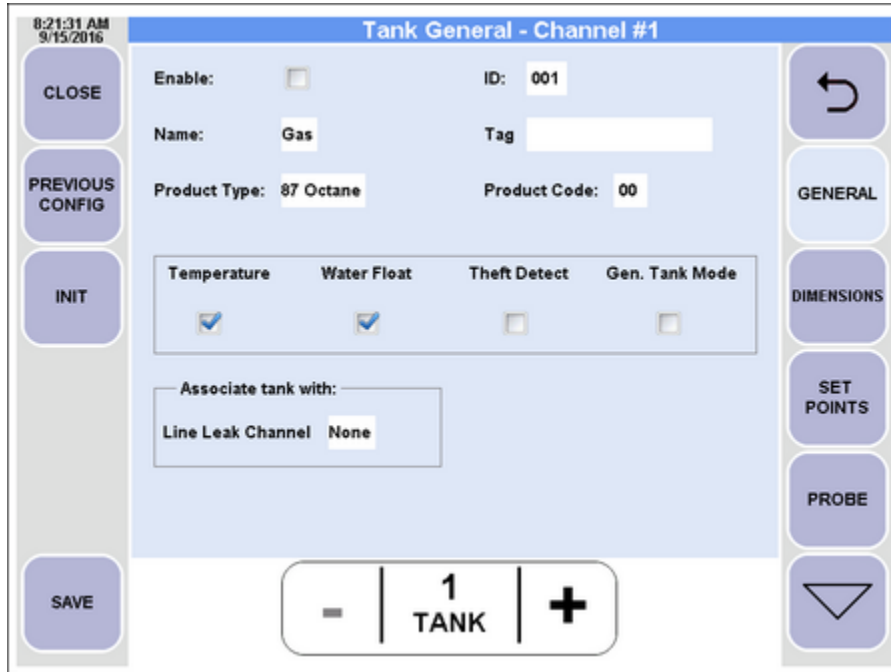 8:21:31 AM
9/15/2016
Tank General - Channel #1
CLOSE
PREVIOUS
CONFIG
INIT
SAVE
Enable:
ID: 001
Name: Gas
Tag
Product Type: 87 Octane
Product Code: 00
Temperature Water Float Theft Detect Gen. Tank Mode
Associate tank with:
Line Leak Channel None
- 1 +
TANK
GENERAL
DIMENSIONS
SET
POINTS
PROBE